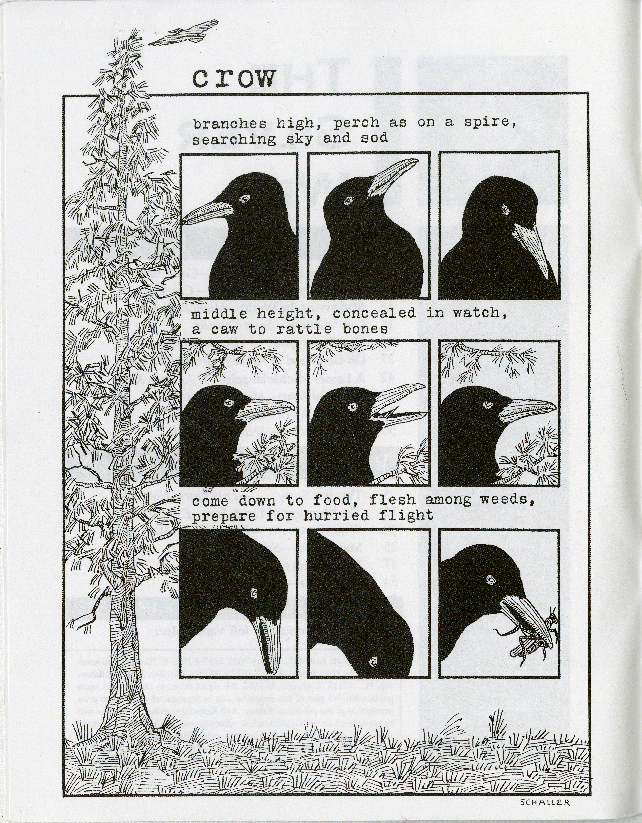 crow
branches high, perch as on a spire,
searching sky and sod
middle height, concealed in watch,
a caw to rattle bones
come down to food, flesh among weeds,
prepare for hurried flight
SCHALLER